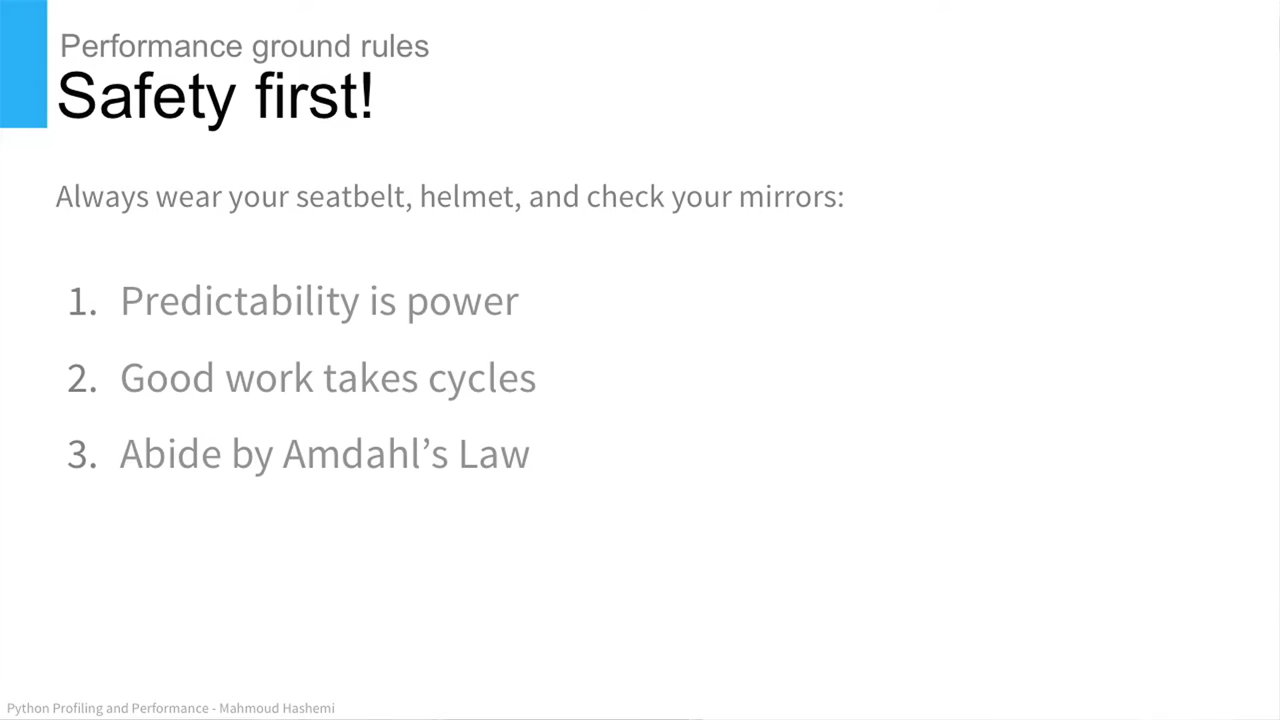 Performance ground rules
Safety first!
Always wear your seatbelt, helmet, and check your mirrors:
1. Predictability is power
2. Good work takes cycles
3. Abide by Amdahl’s Law
Python Profiling and Performance - Mahmoud Hashemi